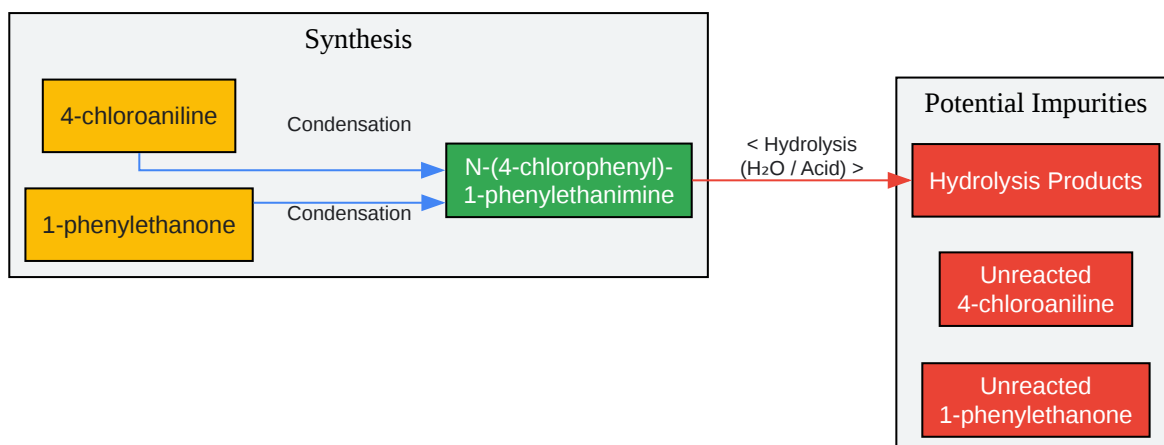 Synthesis
4-chloroaniline
Condensation
1-phenylethanone
Condensation
N-(4-chlorophenyl)-
1-phenylethanimine
< Hydrolysis
(H₂O / Acid) >
Potential Impurities
Hydrolysis Products
Unreacted
4-chloroaniline
Unreacted
1-phenylethanone